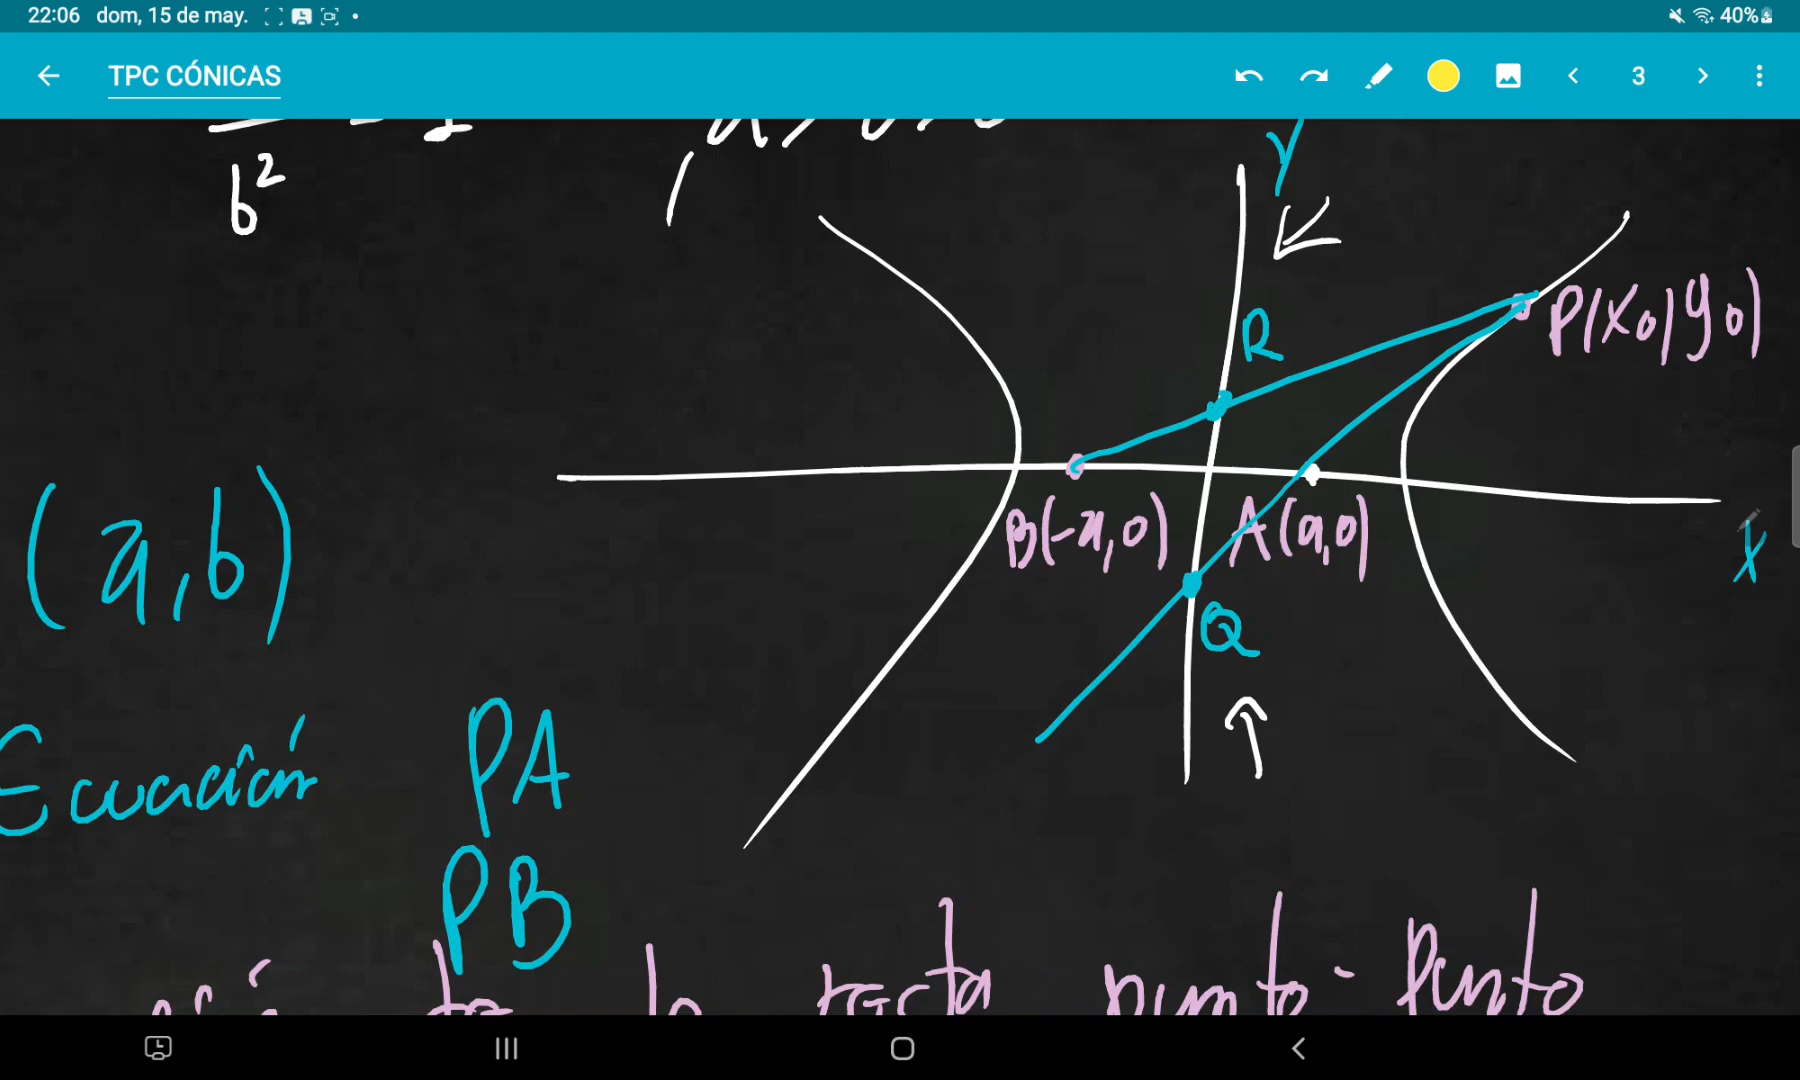 22:06 dom, 15 de may.
40%
TPC CÓNICAS
3
b²
Y
R
P(x0, y0)
B(-a,0)
A(a,0)
X
(a,b)
Q
Ecuación PA
PB
recta punto - Punto